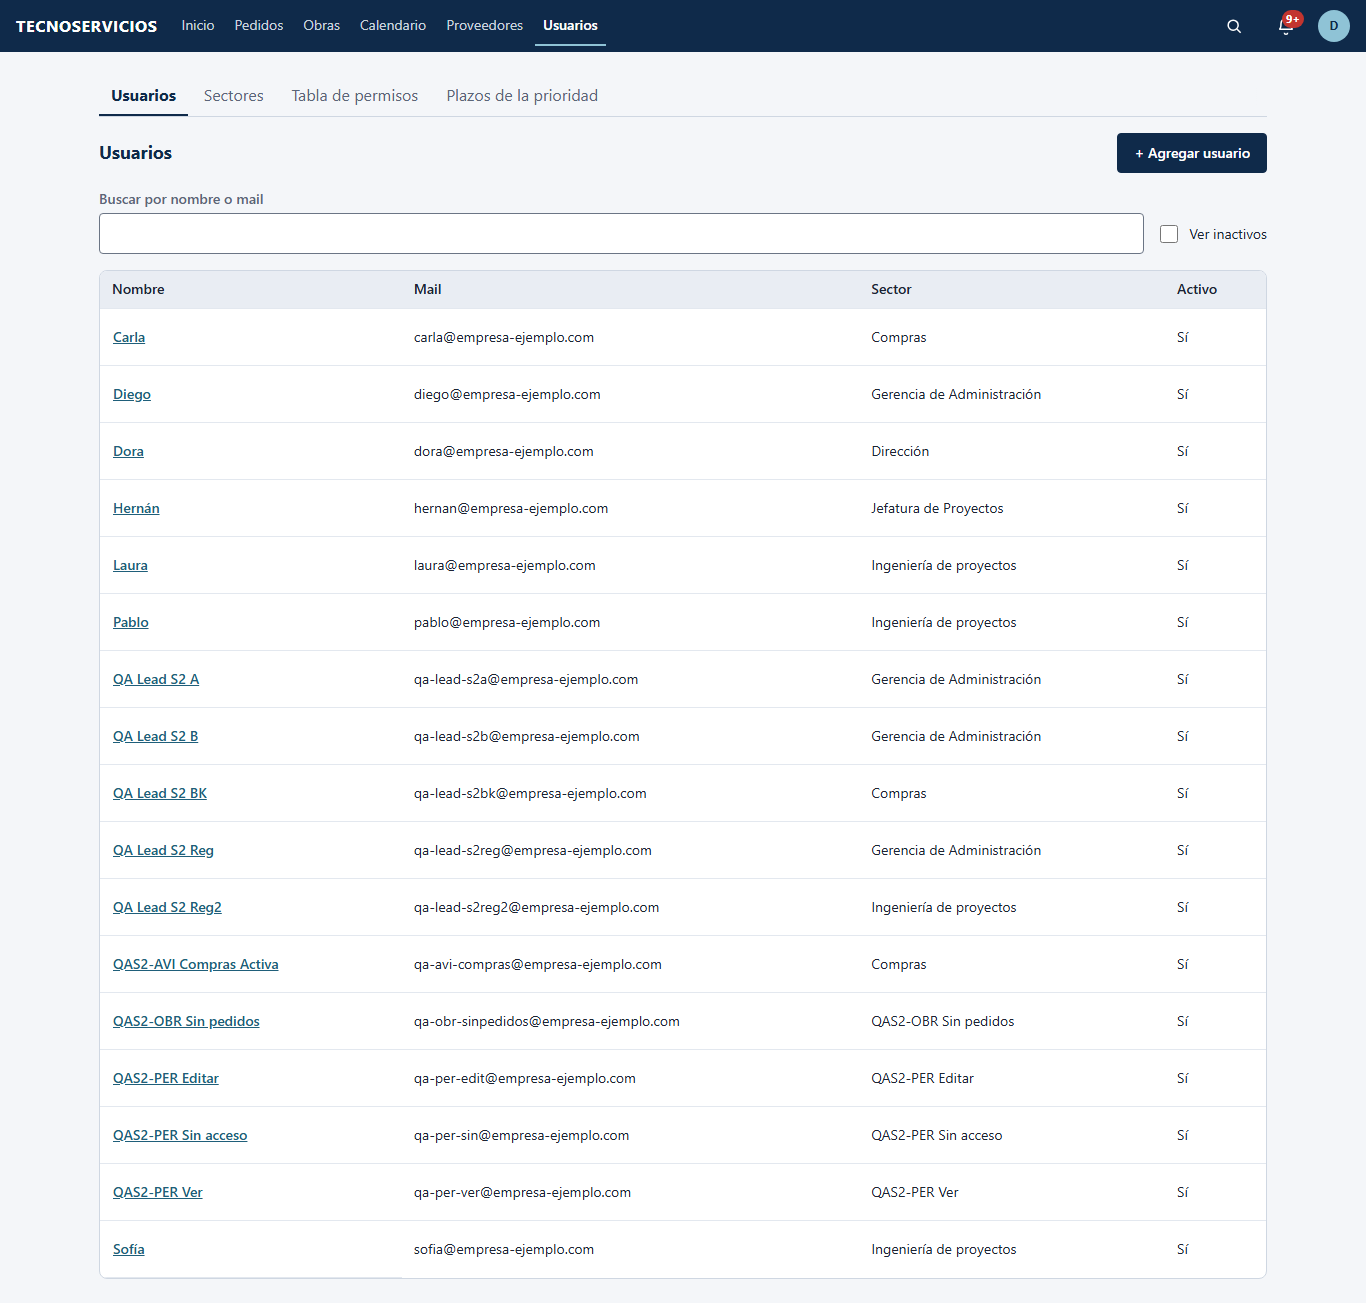 TECNOSERVICIOS Inicio Pedidos Obras Calendario Proveedores Usuarios 9+ D
Usuarios Sectores Tabla de permisos Plazos de la prioridad
Usuarios + Agregar usuario
Buscar por nombre o mail
Ver inactivos
Nombre Mail Sector Activo
Carla carla@empresa-ejemplo.com Compras Sí
Diego diego@empresa-ejemplo.com Gerencia de Administración Sí
Dora dora@empresa-ejemplo.com Dirección Sí
Hernán hernan@empresa-ejemplo.com Jefatura de Proyectos Sí
Laura laura@empresa-ejemplo.com Ingeniería de proyectos Sí
Pablo pablo@empresa-ejemplo.com Ingeniería de proyectos Sí
QA Lead S2 A qa-lead-s2a@empresa-ejemplo.com Gerencia de Administración Sí
QA Lead S2 B qa-lead-s2b@empresa-ejemplo.com Gerencia de Administración Sí
QA Lead S2 BK qa-lead-s2bk@empresa-ejemplo.com Compras Sí
QA Lead S2 Reg qa-lead-s2reg@empresa-ejemplo.com Gerencia de Administración Sí
QA Lead S2 Reg2 qa-lead-s2reg2@empresa-ejemplo.com Ingeniería de proyectos Sí
QAS2-AVI Compras Activa qa-avi-compras@empresa-ejemplo.com Compras Sí
QAS2-OBR Sin pedidos qa-obr-sinpedidos@empresa-ejemplo.com QAS2-OBR Sin pedidos Sí
QAS2-PER Editar qa-per-edit@empresa-ejemplo.com QAS2-PER Editar Sí
QAS2-PER Sin acceso qa-per-sin@empresa-ejemplo.com QAS2-PER Sin acceso Sí
QAS2-PER Ver qa-per-ver@empresa-ejemplo.com QAS2-PER Ver Sí
Sofía sofia@empresa-ejemplo.com Ingeniería de proyectos Sí